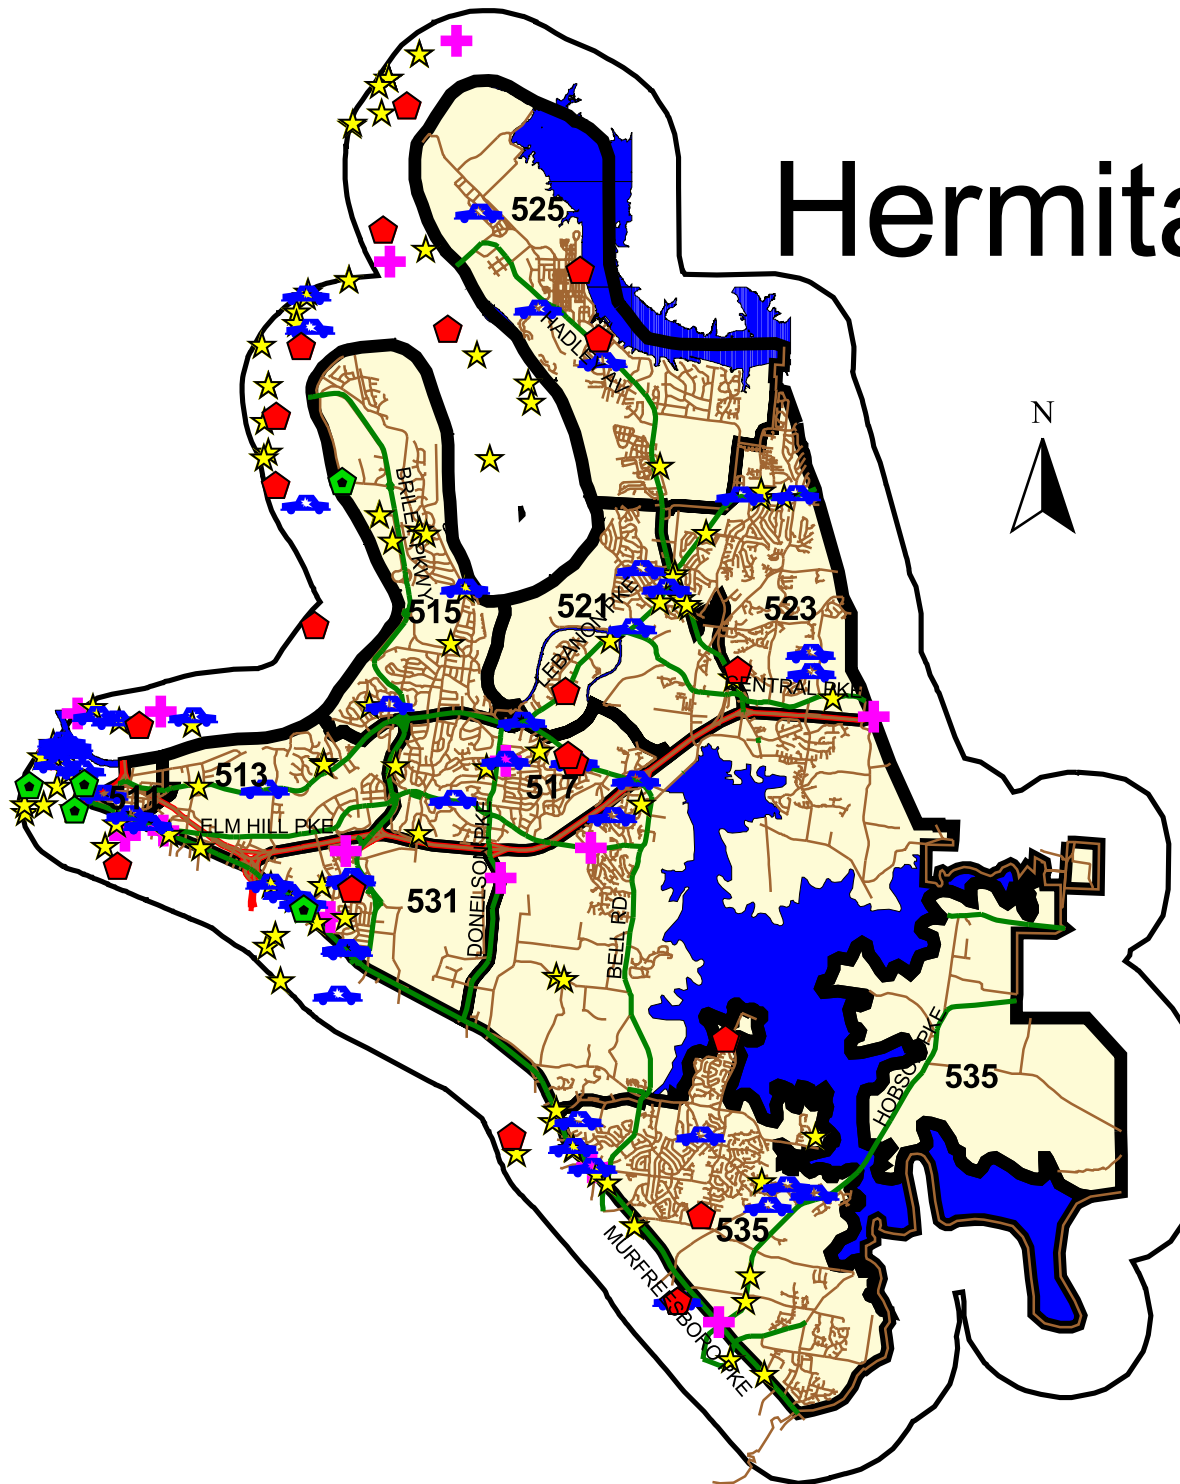 Hermita
525
HADLEY AV
N
BRILEY PKWY
515
521
LEBANON PKE
523
CENTRAL PKE
513
517
511
ELM HILL PKE
531
DONELSON PKE
BELL RD
HOBSON PKE
535
535
MURFREESBORO PKE